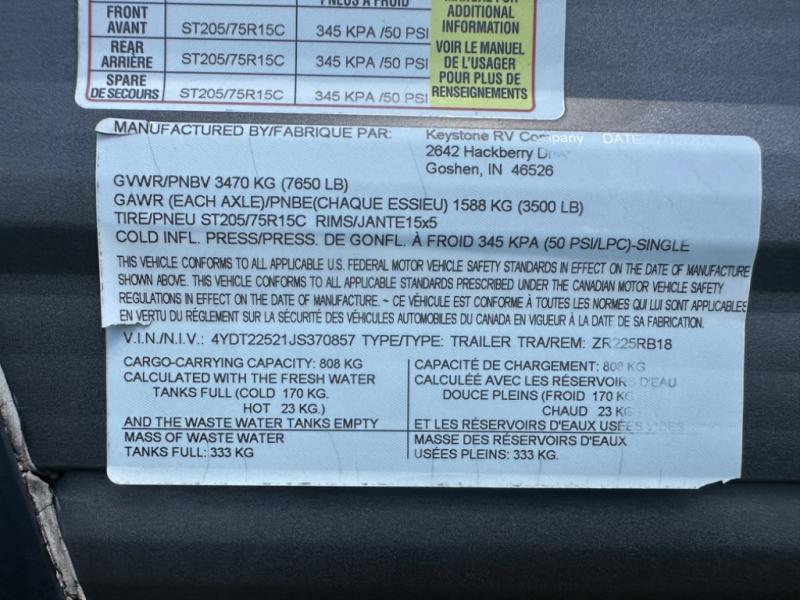 PNEUS À FROID
FRONT
AVANT
ST205/75R15C
345 KPA /50 PSI
REAR
ARRIÈRE
ST205/75R15C
345 KPA /50 PSI
SPARE
DE SECOURS
ST205/75R15C
345 KPA /50 PSI
ADDITIONAL
INFORMATION
VOIR LE MANUEL
DE L'USAGER
POUR PLUS DE
RENSEIGNEMENTS
MANUFACTURED BY/FABRIQUE PAR: Keystone RV Company DATE:
2642 Hackberry
Goshen, IN 46526
GVWR/PNBV 3470 KG (7650 LB)
GAWR (EACH AXLE)/PNBE(CHAQUE ESSIEU) 1588 KG (3500 LB)
TIRE/PNEU ST205/75R15C RIMS/JANTE15x5
COLD INFL. PRESS/PRESS. DE GONFL. À FROID 345 KPA (50 PSI/LPC)-SINGLE
THIS VEHICLE CONFORMS TO ALL APPLICABLE U.S. FEDERAL MOTOR VEHICLE SAFETY STANDARDS IN EFFECT ON THE DATE OF MANUFACTURE
SHOWN ABOVE. THIS VEHICLE CONFORMS TO ALL APPLICABLE STANDARDS PRESCRIBED UNDER THE CANADIAN MOTOR VEHICLE SAFETY
REGULATIONS IN EFFECT ON THE DATE OF MANUFACTURE. ~ CE VÉHICULE EST CONFORME À TOUTES LES NORMES QUI LUI SONT APPLICABLES
EN VERTU DU RÈGLEMENT SUR LA SÉCURITÉ DES VÉHICULES AUTOMOBILES DU CANADA EN VIGUEUR À LA DATE DE SA FABRICATION.
V.I.N./N.I.V.: 4YDT22521JS370857 TYPE/TYPE: TRAILER TRA/REM: ZR225RB18
CARGO-CARRYING CAPACITY: 808 KG
CALCULATED WITH THE FRESH WATER
TANKS FULL (COLD 170 KG.
HOT 23 KG.)
AND THE WASTE WATER TANKS EMPTY
MASS OF WASTE WATER
TANKS FULL: 333 KG
CAPACITÉ DE CHARGEMENT: 808 KG
CALCULÉE AVEC LES RÉSERVOIRS D'EAU
DOUCE PLEINS (FROID 170 KG
CHAUD 23 KG
ET LES RÉSERVOIRS D'EAUX USÉES VIDES
MASSE DES RÉSERVOIRS D'EAUX
USÉES PLEINS: 333 KG.